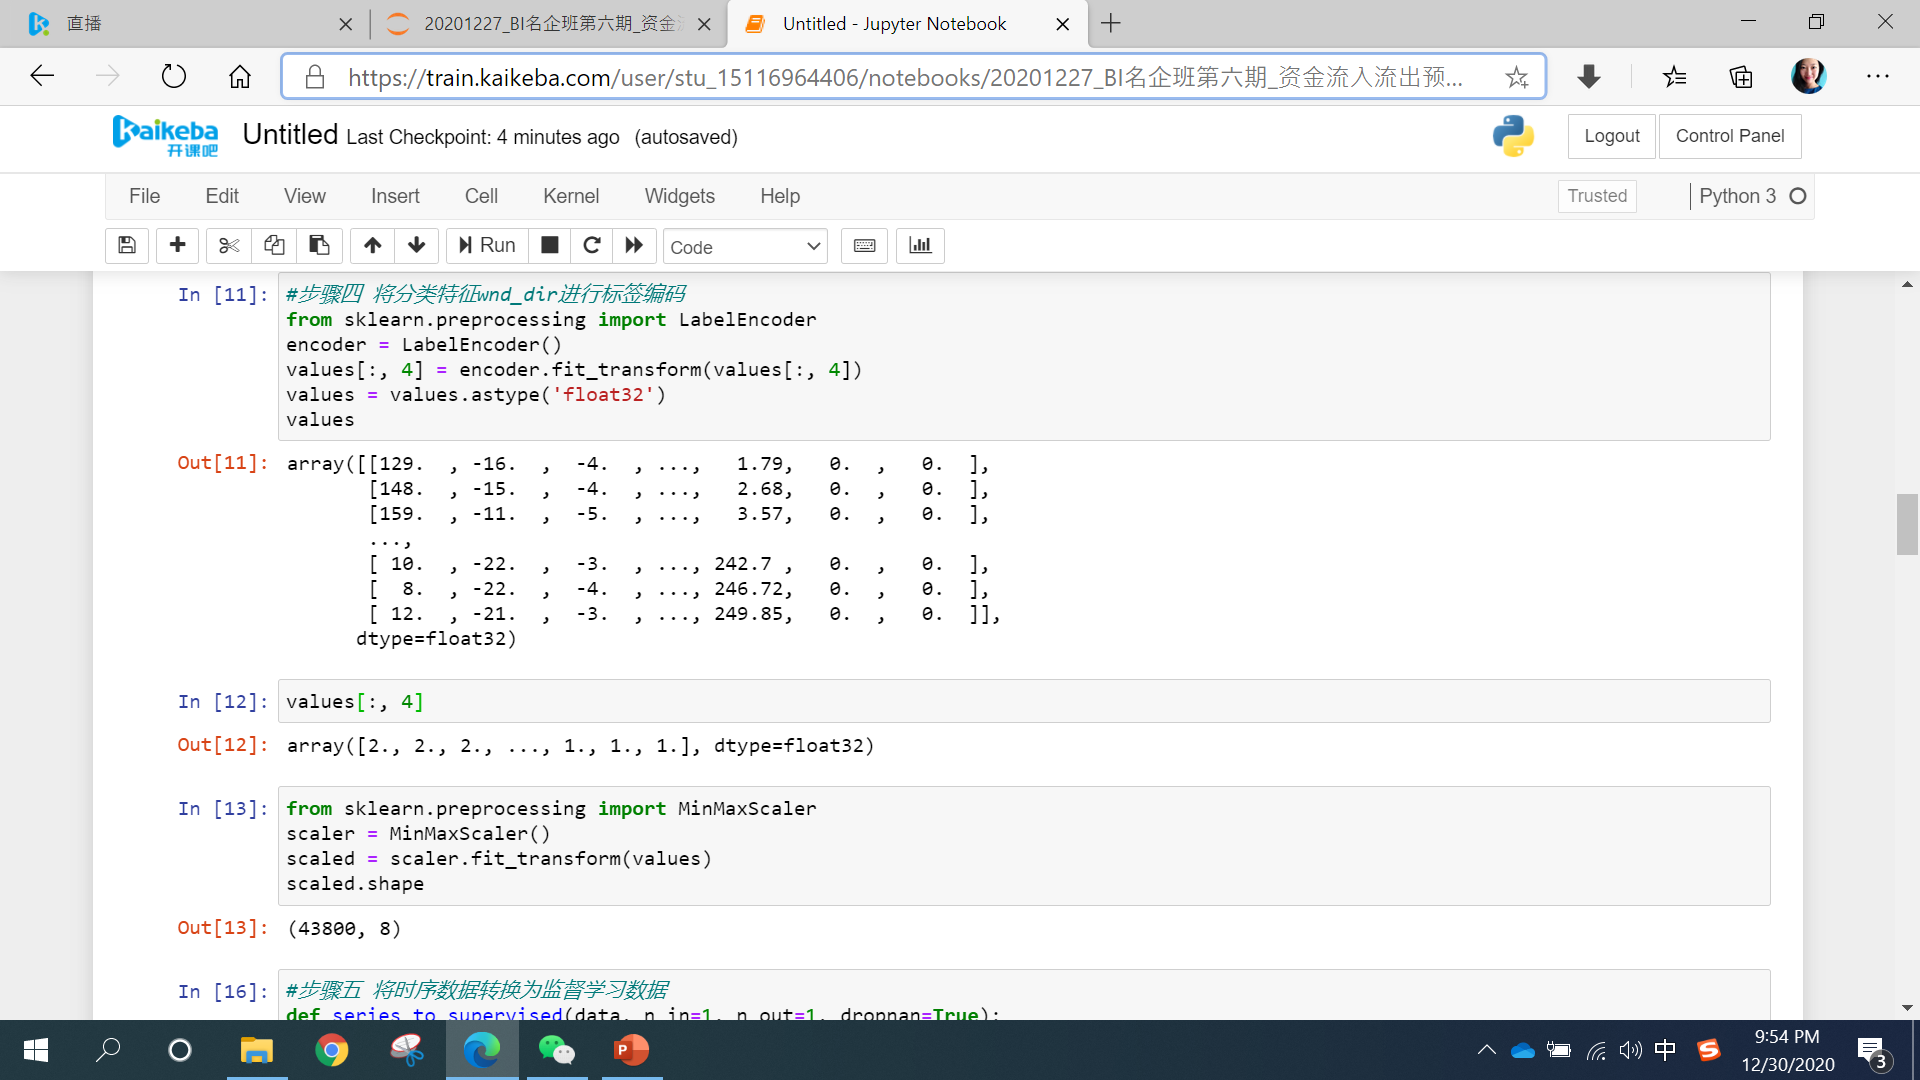 直播
20201227_BI名企班第六期_资金
Untitled - Jupyter Notebook
https://train.kaikeba.com/user/stu_15116964406/notebooks/20201227_BI名企班第六期_资金流入流出预...
Kaikeba
开课吧
Untitled Last Checkpoint: 4 minutes ago (autosaved)
Logout
Control Panel
File Edit View Insert Cell Kernel Widgets Help
Trusted
Python 3
Run
Code
In [11]:
#步骤四 将分类特征wnd_dir进行标签编码
from sklearn.preprocessing import LabelEncoder
encoder = LabelEncoder()
values[:, 4] = encoder.fit_transform(values[:, 4])
values = values.astype('float32')
values
Out[11]:
array([[129.  , -16.  ,  -4.  , ...,   1.79,   0.  ,   0.  ],
[148.  , -15.  ,  -4.  , ...,   2.68,   0.  ,   0.  ],
[159.  , -11.  ,  -5.  , ...,   3.57,   0.  ,   0.  ],
...,
[ 10.  , -22.  ,  -3.  , ..., 242.7 ,   0.  ,   0.  ],
[  8.  , -22.  ,  -4.  , ..., 246.72,   0.  ,   0.  ],
[ 12.  , -21.  ,  -3.  , ..., 249.85,   0.  ,   0.  ]],
dtype=float32)
In [12]:
values[:, 4]
Out[12]:
array([2., 2., 2., ..., 1., 1., 1.], dtype=float32)
In [13]:
from sklearn.preprocessing import MinMaxScaler
scaler = MinMaxScaler()
scaled = scaler.fit_transform(values)
scaled.shape
Out[13]:
(43800, 8)
In [16]:
#步骤五 将时序数据转换为监督学习数据
def series_to_supervised(data, n_in=1, n_out=1, dropnan=True):
中
9:54 PM
12/30/2020
3